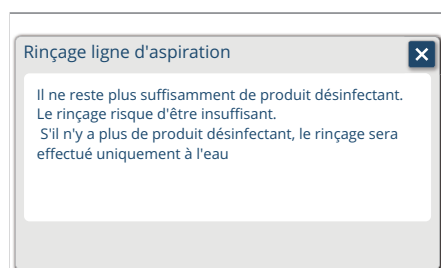 Rinçage ligne d'aspiration
Il ne reste plus suffisamment de produit désinfectant.
Le rinçage risque d'être insuffisant.
S'il n'y a plus de produit désinfectant, le rinçage sera
effectué uniquement à l'eau